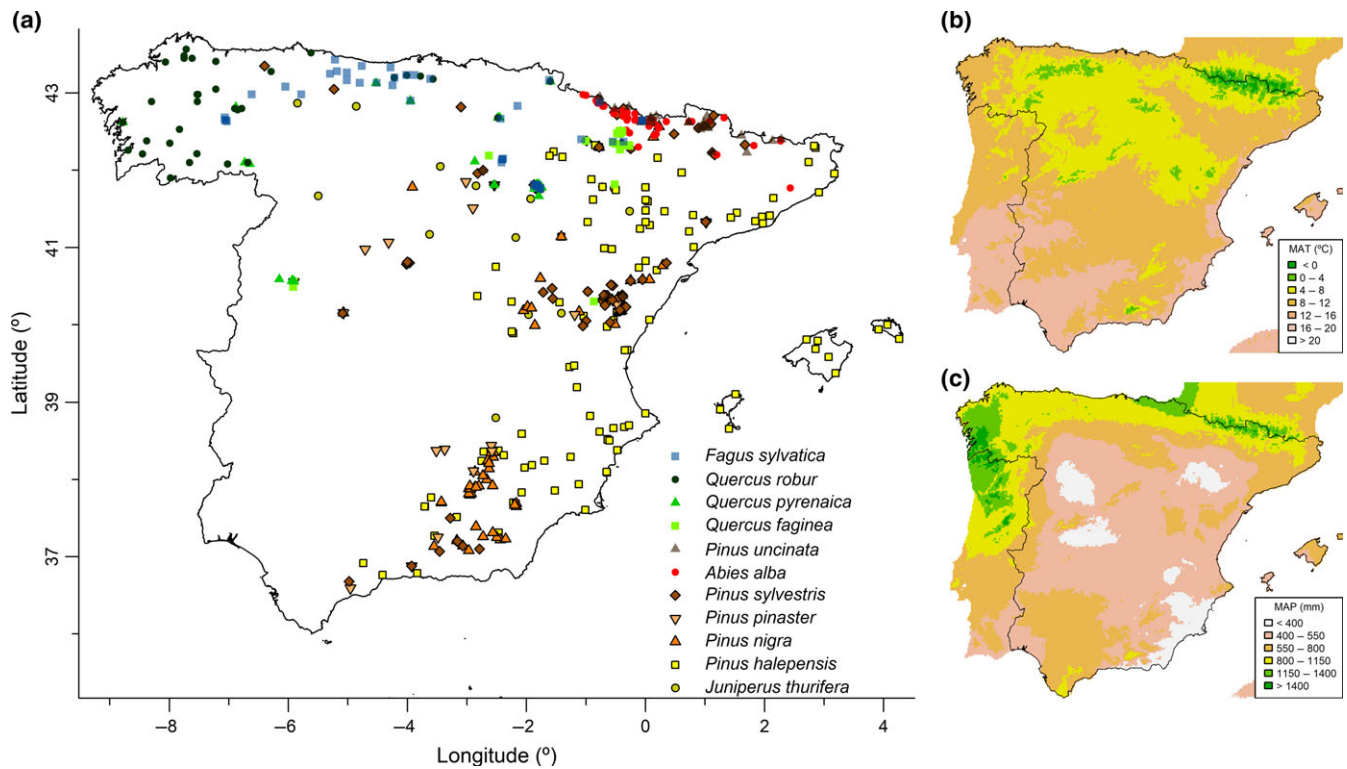 (a)
43
41
39
37
Latitude (º)
−8
−6
−4
−2
0
2
4
Longitude (º)
Fagus sylvatica
Quercus robur
Quercus pyrenaica
Quercus faginea
Pinus uncinata
Abies alba
Pinus sylvestris
Pinus pinaster
Pinus nigra
Pinus halepensis
Juniperus thurifera
(b)
MAT (ºC)
< 0
0 – 4
4 – 8
8 – 12
12 – 16
16 – 20
> 20
(c)
MAP (mm)
< 400
400 – 550
550 – 800
800 – 1150
1150 – 1400
> 1400